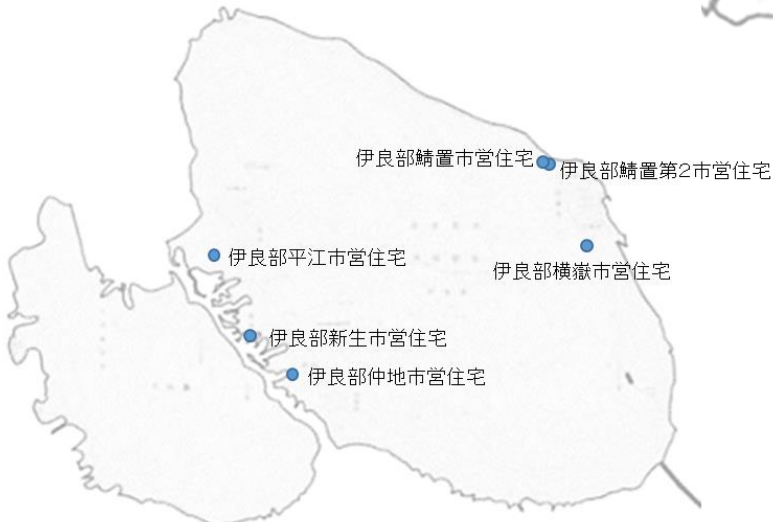 伊良部鯖置市営住宅
伊良部鯖置第2市営住宅
伊良部平江市営住宅
伊良部横嶽市営住宅
伊良部新生市営住宅
伊良部仲地市営住宅